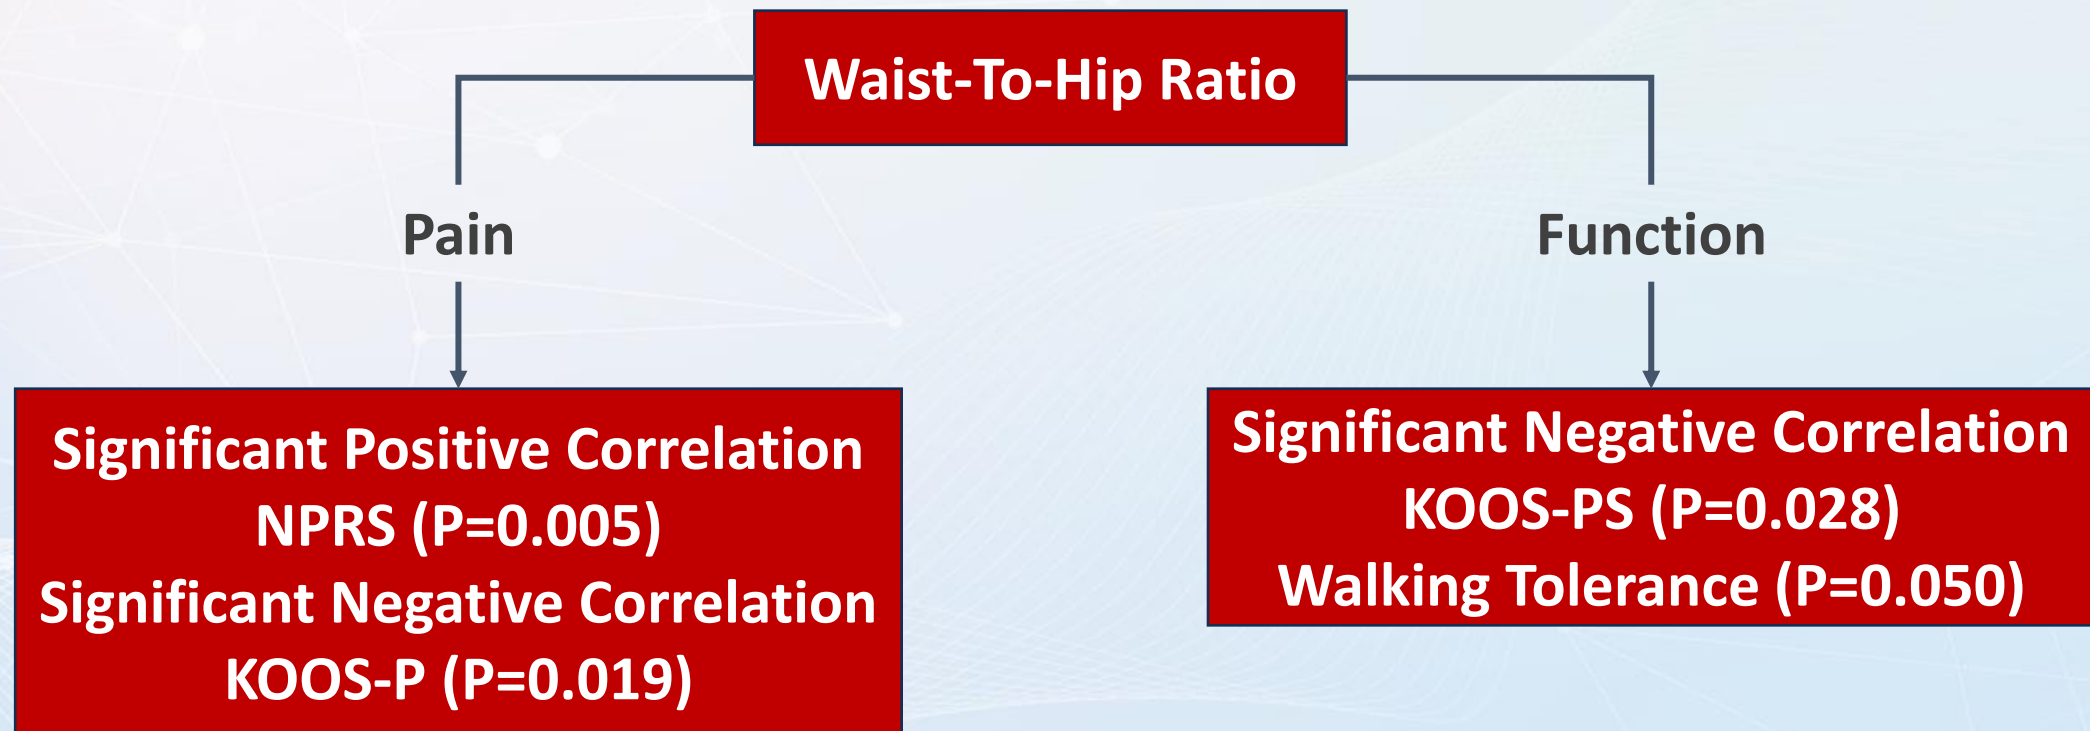 Waist-To-Hip Ratio
Pain
Function
Significant Positive Correlation
NPRS (P=0.005)
Significant Negative Correlation
KOOS-P (P=0.019)
Significant Negative Correlation
KOOS-PS (P=0.028)
Walking Tolerance (P=0.050)